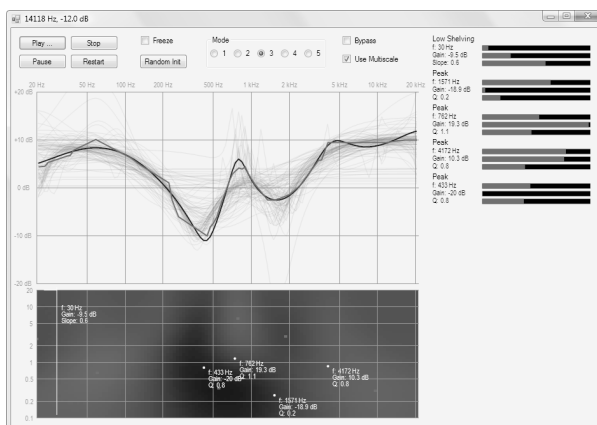 14118 Hz, -12.0 dB
Play ...
Stop
Freeze
Mode
1 2 3 4 5
Bypass
Pause
Restart
Random Init
Use Multiscale
20 Hz 50 Hz 100 Hz 200 Hz 500 Hz 1 kHz 2 kHz 5 kHz 10 kHz 20 kHz
+20 dB
+10 dB
0 dB
-10 dB
-20 dB
Low Shelving
f: 30 Hz
Gain: -9.5 dB
Slope: 0.6
Peak
f: 1571 Hz
Gain: -18.9 dB
Q: 0.2
Peak
f: 762 Hz
Gain: 19.3 dB
Q: 1.1
Peak
f: 4172 Hz
Gain: 10.3 dB
Q: 0.8
Peak
f: 433 Hz
Gain: -20 dB
Q: 0.8
20
10
5
2
1
0.5
0.2
0.1
f: 30 Hz
Gain: -9.5 dB
Slope: 0.6
f: 433 Hz
Gain: -20 dB
Q: 0.8
f: 762 Hz
Gain: 19.3 dB
Q: 1.1
f: 4172 Hz
Gain: 10.3 dB
Q: 0.8
f: 1571 Hz
Gain: -18.9 dB
Q: 0.2